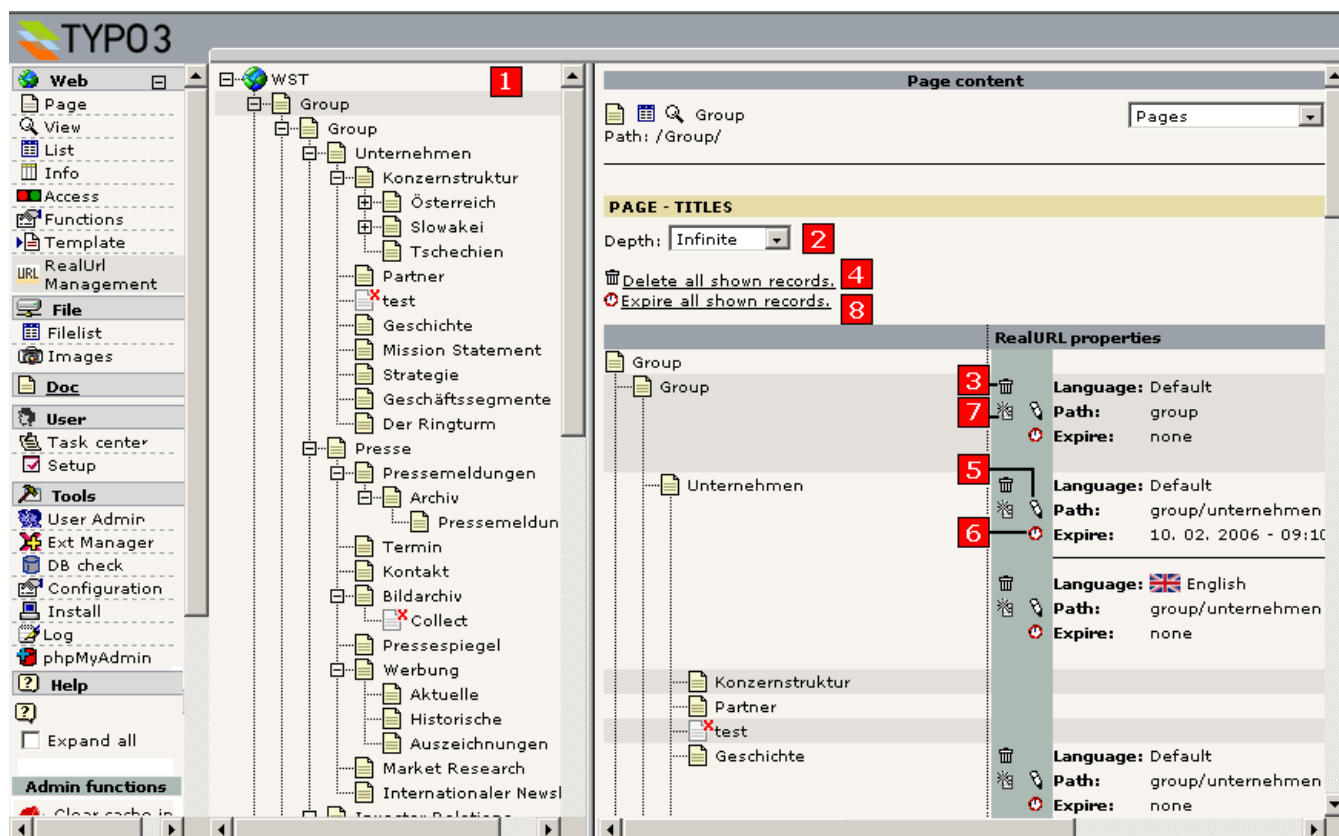 TYPO3
Web
Page
View
List
Info
Access
Functions
Template
URL RealUrl
Management
File
Filelist
Images
Doc
User
Task center
Setup
Tools
User Admin
Ext Manager
DB check
Configuration
Install
Log
phpMyAdmin
Help
Expand all
Admin functions
1
WST
Group
Group
Unternehmen
Konzernstruktur
Österreich
Slowakei
Tschechien
Partner
test
Geschichte
Mission Statement
Strategie
Geschäftssegmente
Der Ringturm
Presse
Pressemeldungen
Archiv
Pressemeldun
Termin
Kontakt
Bildarchiv
Collect
Pressespiegel
Werbung
Aktuelle
Historische
Auszeichnungen
Market Research
Internationaler Newsl
Investor Relations
Page content
Group
Pages
Path: /Group/
PAGE - TITLES
Depth: Infinite 2
Delete all shown records. 4
Expire all shown records. 8
RealURL properties
Group
Group 3 Language: Default
7 Path: group
Expire: none
5
Unternehmen Language: Default
Path: group/unternehmen
6 Expire: 10. 02. 2006 - 09:10
Language: English
Path: group/unternehmen
Expire: none
Konzernstruktur
Partner
test
Geschichte Language: Default
Path: group/unternehmen
Expire: none